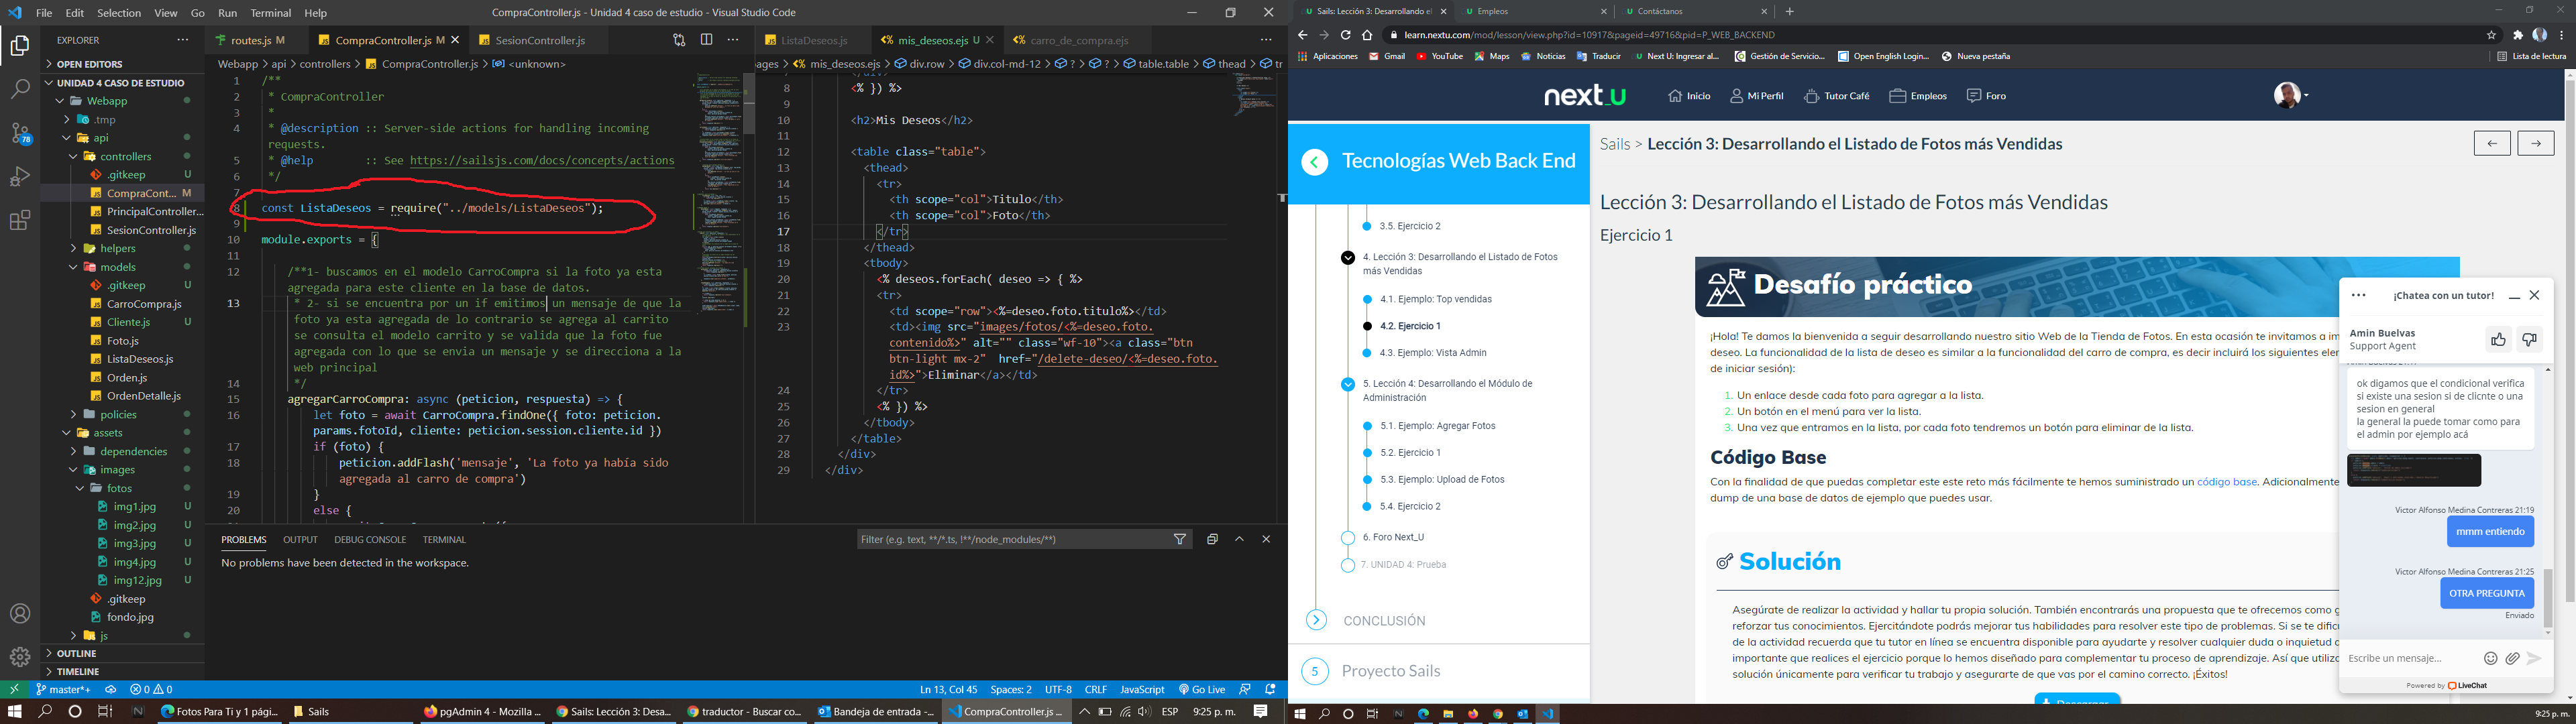 File Edit Selection View Go Run Terminal Help
CompraController.js - Unidad 4 caso de estudio - Visual Studio Code
EXPLORER
OPEN EDITORS
UNIDAD 4 CASO DE ESTUDIO
Webapp
.tmp
api
controllers
.gitkeep U
CompraCont... M
PrincipalController...
SesionController.js
helpers
models
.gitkeep U
CarroCompra.js
Cliente.js U
Foto.js
ListaDeseos.js
Orden.js
OrdenDetalle.js
policies
assets
dependencies
images
fotos
img1.jpg U
img2.jpg U
img3.jpg U
img4.jpg U
img12.jpg U
.gitkeep
fondo.jpg
js
OUTLINE
TIMELINE
78
routes.js M CompraController.js M SesionController.js
Webapp > api > controllers > CompraController.js > <unknown>
1 /**
2 * CompraController
3 *
4 * @description :: Server-side actions for handling incoming
requests.
5 * @help :: See https://sailsjs.com/docs/concepts/actions
6 */
7
8 const ListaDeseos = require("../models/ListaDeseos");
9
10 module.exports = {
11
12 /**1- buscamos en el modelo CarroCompra si la foto ya esta
agregada para este cliente en la base de datos.
13 * 2- si se encuentra por un if emitimos un mensaje de que la
foto ya esta agregada de lo contrario se agrega al carrito
se consulta el modelo carrito y se valida que la foto fue
agregada con lo que se envia un mensaje y se direcciona a la
web principal
14 */
15 agregarCarroCompra: async (peticion, respuesta) => {
16 let foto = await CarroCompra.findOne({ foto: peticion.
params.fotoId, cliente: peticion.session.cliente.id })
17 if (foto) {
18 peticion.addFlash('mensaje', 'La foto ya había sido
agregada al carro de compra')
19 }
20 else {
ListaDeseos.js mis_deseos.ejs U carro_de_compra.ejs
pages > mis_deseos.ejs > div.row > div.col-md-12 > ? > ? > table.table > thead > tr
7 </div>
8 <% }) %>
9
10 <h2>Mis Deseos</h2>
11
12 <table class="table">
13 <thead>
14 <tr>
15 <th scope="col">Titulo</th>
16 <th scope="col">Foto</th>
17 </tr>
18 </thead>
19 <tbody>
20 <% deseos.forEach( deseo => { %>
21 <tr>
22 <td scope="row"><%=deseo.foto.titulo%></td>
23 <td><img src="images/fotos/<%=deseo.foto.
contenido%>" alt="" class="wf-10"><a class="btn
btn-light mx-2" href="/delete-deseo/<%=deseo.foto.
id%>">Eliminar</a></td>
24 </tr>
25 <% }) %>
26 </tbody>
27 </table>
28 </div>
29 </div>
PROBLEMS OUTPUT DEBUG CONSOLE TERMINAL
Filter (e.g. text, **/*.ts, !**/node_modules/**)
No problems have been detected in the workspace.
master*+ 0 0 Ln 13, Col 45 Spaces: 2 UTF-8 CRLF JavaScript Go Live
Fotos Para Ti y 1 pági... Sails pgAdmin 4 - Mozilla ... Sails: Lección 3: Desa... traductor - Buscar co... Bandeja de entrada -... CompraController.js ... ESP 9:25 p. m.
Sails: Lección 3: Desarrollando el Empleos Contáctanos
learn.nextu.com/mod/lesson/view.php?id=10917&pageid=49716&pid=P_WEB_BACKEND
Aplicaciones Gmail YouTube Maps Noticias Traducir Next U: Ingresar al... Gestión de Servicio... Open English Login... Nueva pestaña Lista de lectura
next_U Inicio Mi Perfil Tutor Café Empleos Foro
Tecnologías Web Back End
3.5. Ejercicio 2
4. Lección 3: Desarrollando el Listado de Fotos
más Vendidas
4.1. Ejemplo: Top vendidas
4.2. Ejercicio 1
4.3. Ejemplo: Vista Admin
5. Lección 4: Desarrollando el Módulo de
Administración
5.1. Ejemplo: Agregar Fotos
5.2. Ejercicio 1
5.3. Ejemplo: Upload de Fotos
5.4. Ejercicio 2
6. Foro Next_U
7. UNIDAD 4: Prueba
CONCLUSIÓN
5 Proyecto Sails
Sails > Lección 3: Desarrollando el Listado de Fotos más Vendidas
Lección 3: Desarrollando el Listado de Fotos más Vendidas
Ejercicio 1
Desafío práctico
¡Hola! Te damos la bienvenida a seguir desarrollando nuestro sitio Web de la Tienda de Fotos. En esta ocasión te invitamos a
deseo. La funcionalidad de la lista de deseo es similar a la funcionalidad del carro de compra, es decir incluirá los siguientes
de iniciar sesión):
1. Un enlace desde cada foto para agregar a la lista.
2. Un botón en el menú para ver la lista.
3. Una vez que entramos en la lista, por cada foto tendremos un botón para eliminar de la lista.
Código Base
Con la finalidad de que puedas completar este este reto más fácilmente te hemos suministrado un código base. Adicionalmente
dump de una base de datos de ejemplo que puedes usar.
Solución
Asegúrate de realizar la actividad y hallar tu propia solución. También encontrarás una propuesta que te ofrecemos como
reforzar tus conocimientos. Ejercitándote podrás mejorar tus habilidades para resolver este tipo de problemas. Si se te
de la actividad recuerda que tu tutor en línea se encuentra disponible para ayudarte y resolver cualquier duda o inquietud
importante que realices el ejercicio porque lo hemos diseñado para complementar tu proceso de aprendizaje. Así que
solución únicamente para verificar tu trabajo y asegurarte de que vas por el camino correcto. ¡Éxitos!
Descargar
¡Chatea con un tutor!
Amin Buelvas
Support Agent
ok digamos que el condicional verifica
si existe una sesion si de clicnte o una
sesion en general
la general la puede tomar como para
el admin por ejemplo acá
Victor Alfonso Medina Contreras 21:19
mmm entiendo
Victor Alfonso Medina Contreras 21:25
OTRA PREGUNTA
Enviado
Escribe un mensaje...
Powered by LiveChat
9:25 p. m.